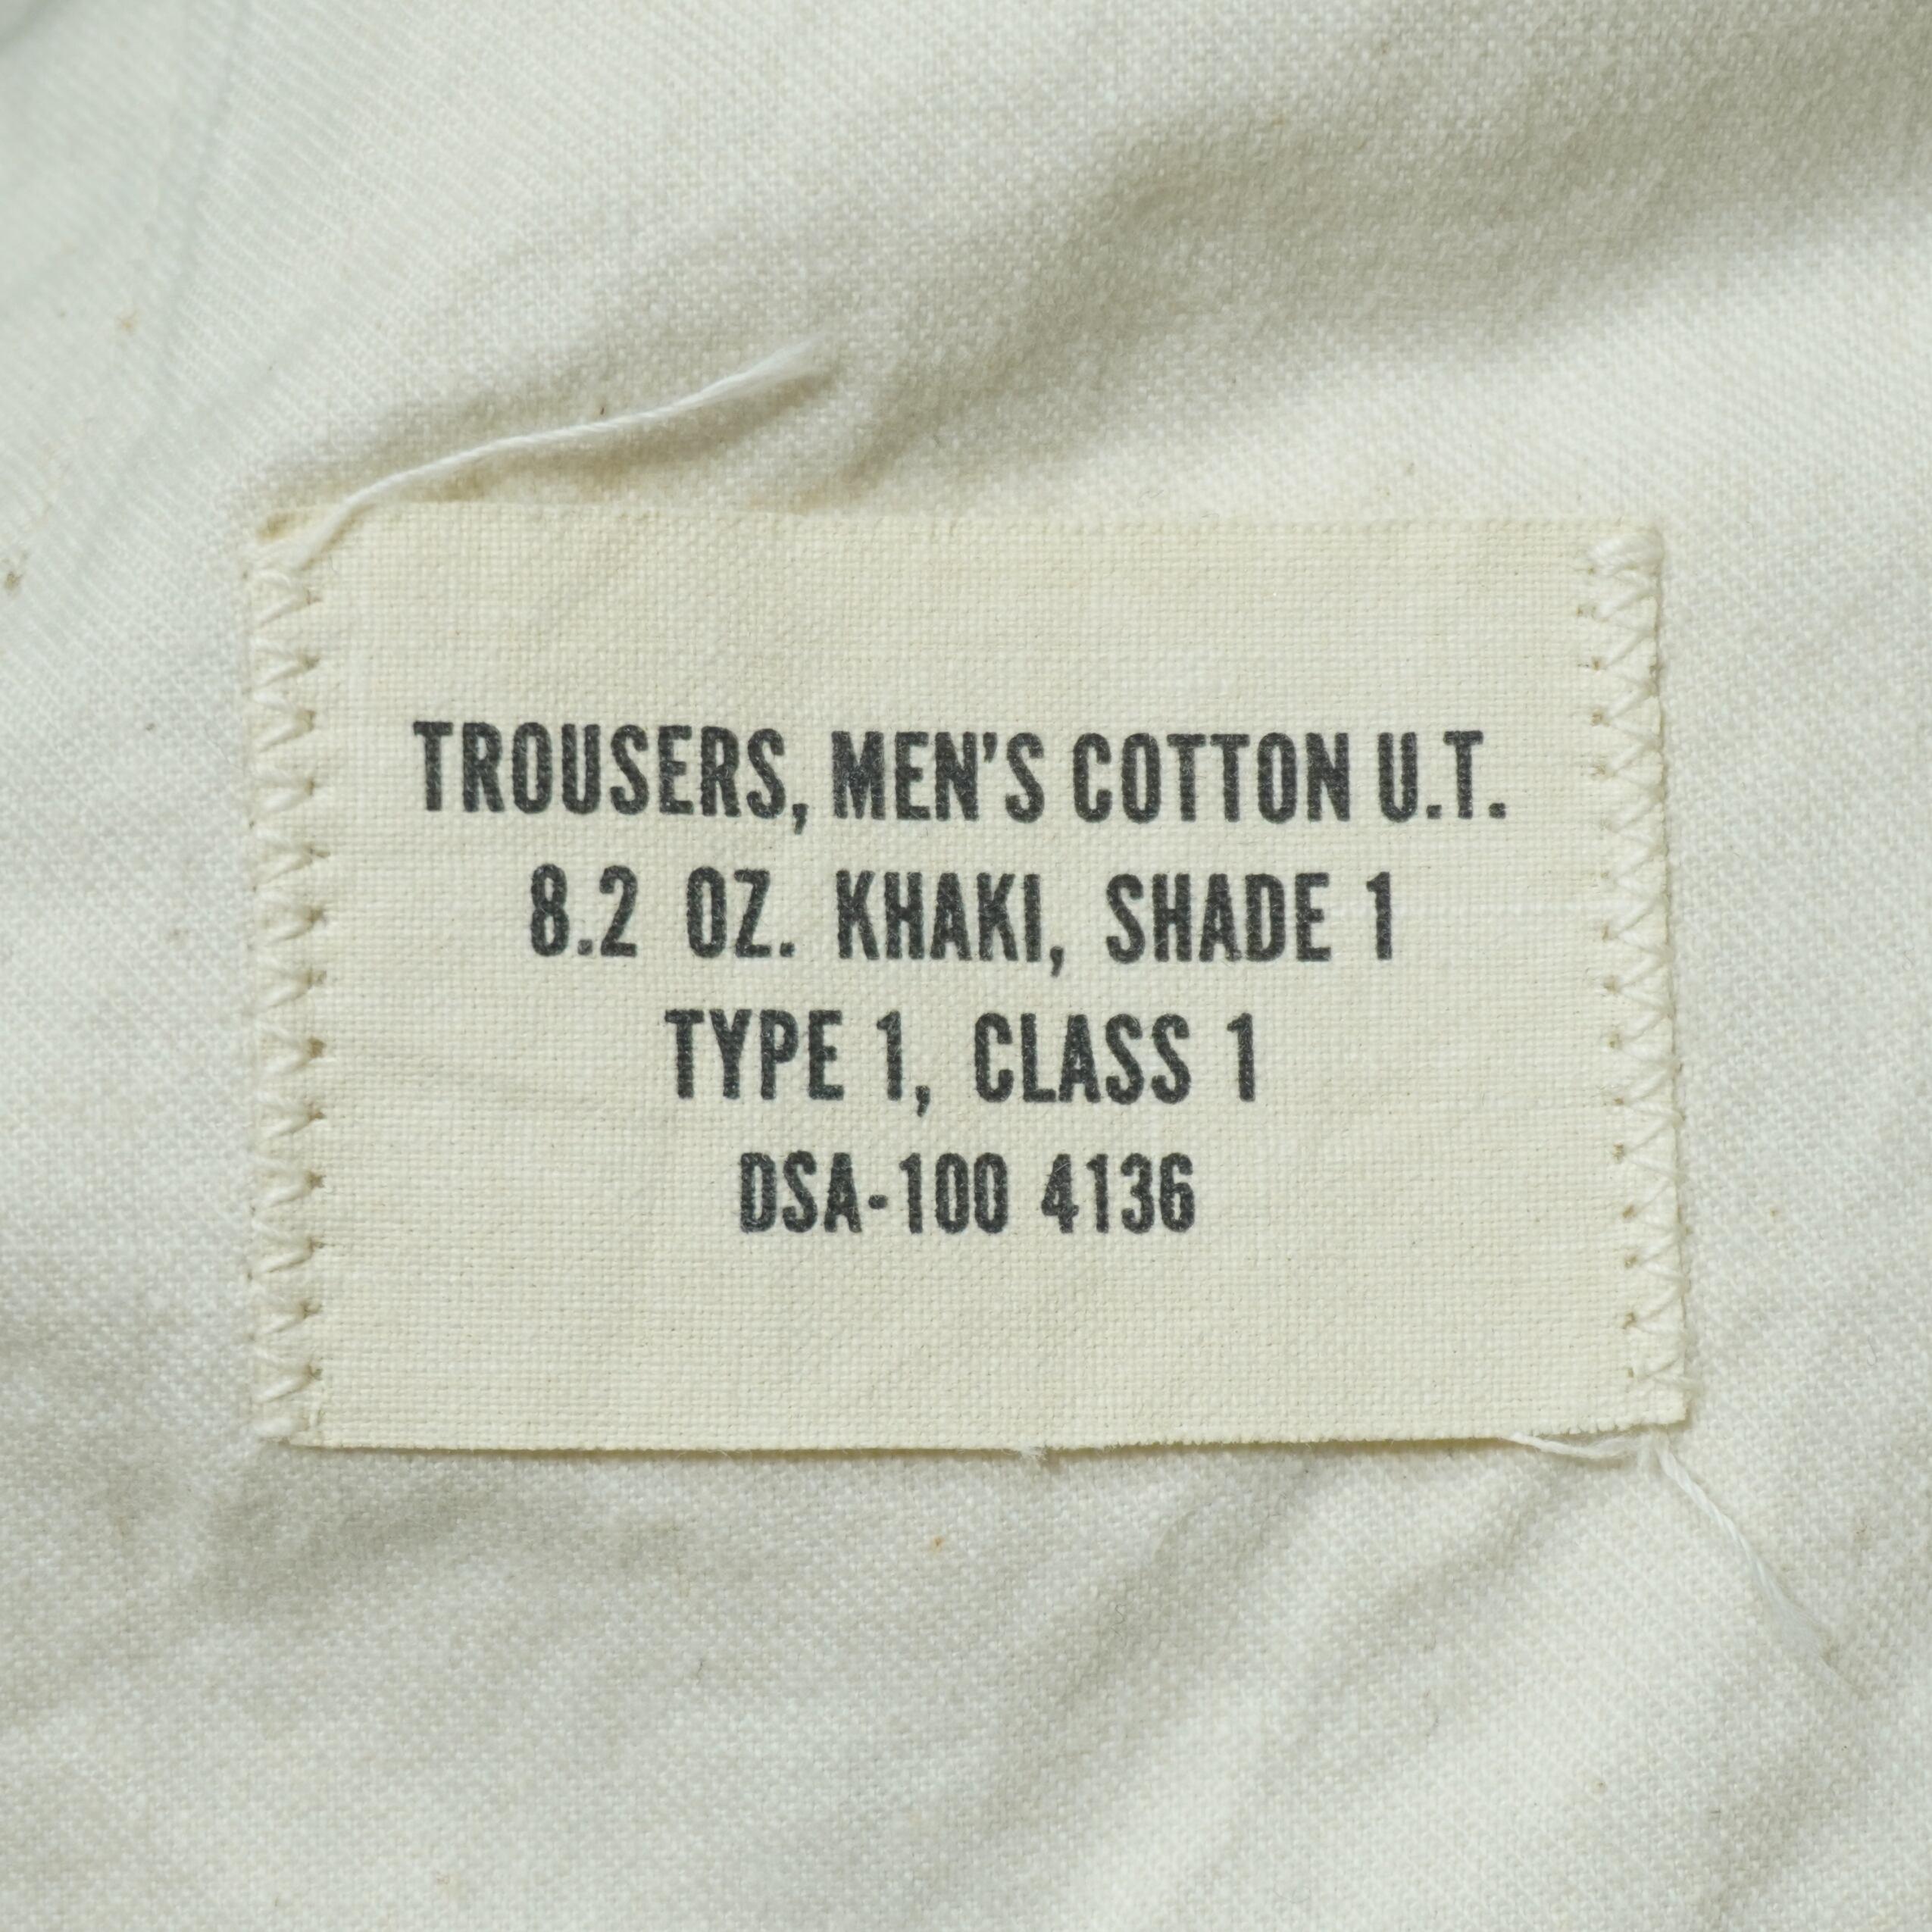 TROUSERS, MEN'S COTTON U.T.
8.2 OZ. KHAKI, SHADE 1
TYPE 1, CLASS 1
DSA-100 4136